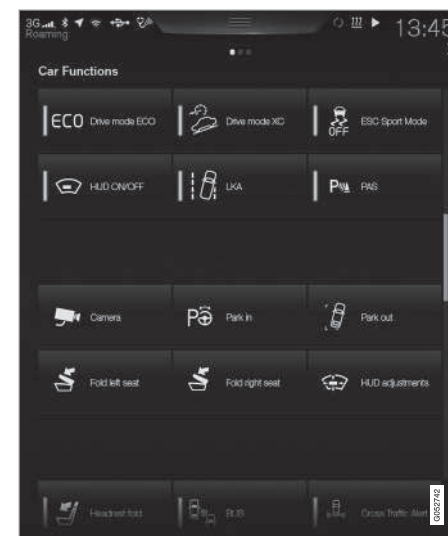 3G 13:45
Roaming
Car Functions
ECO Drive mode ECO Drive mode XC OFF ESC Sport Mode
HUD ON/OFF LKA P PAS
Camera P Park in Park out
Fold left seat Fold right seat HUD adjustments
Headrest fold BLIS Cross Traffic Alert
G052742